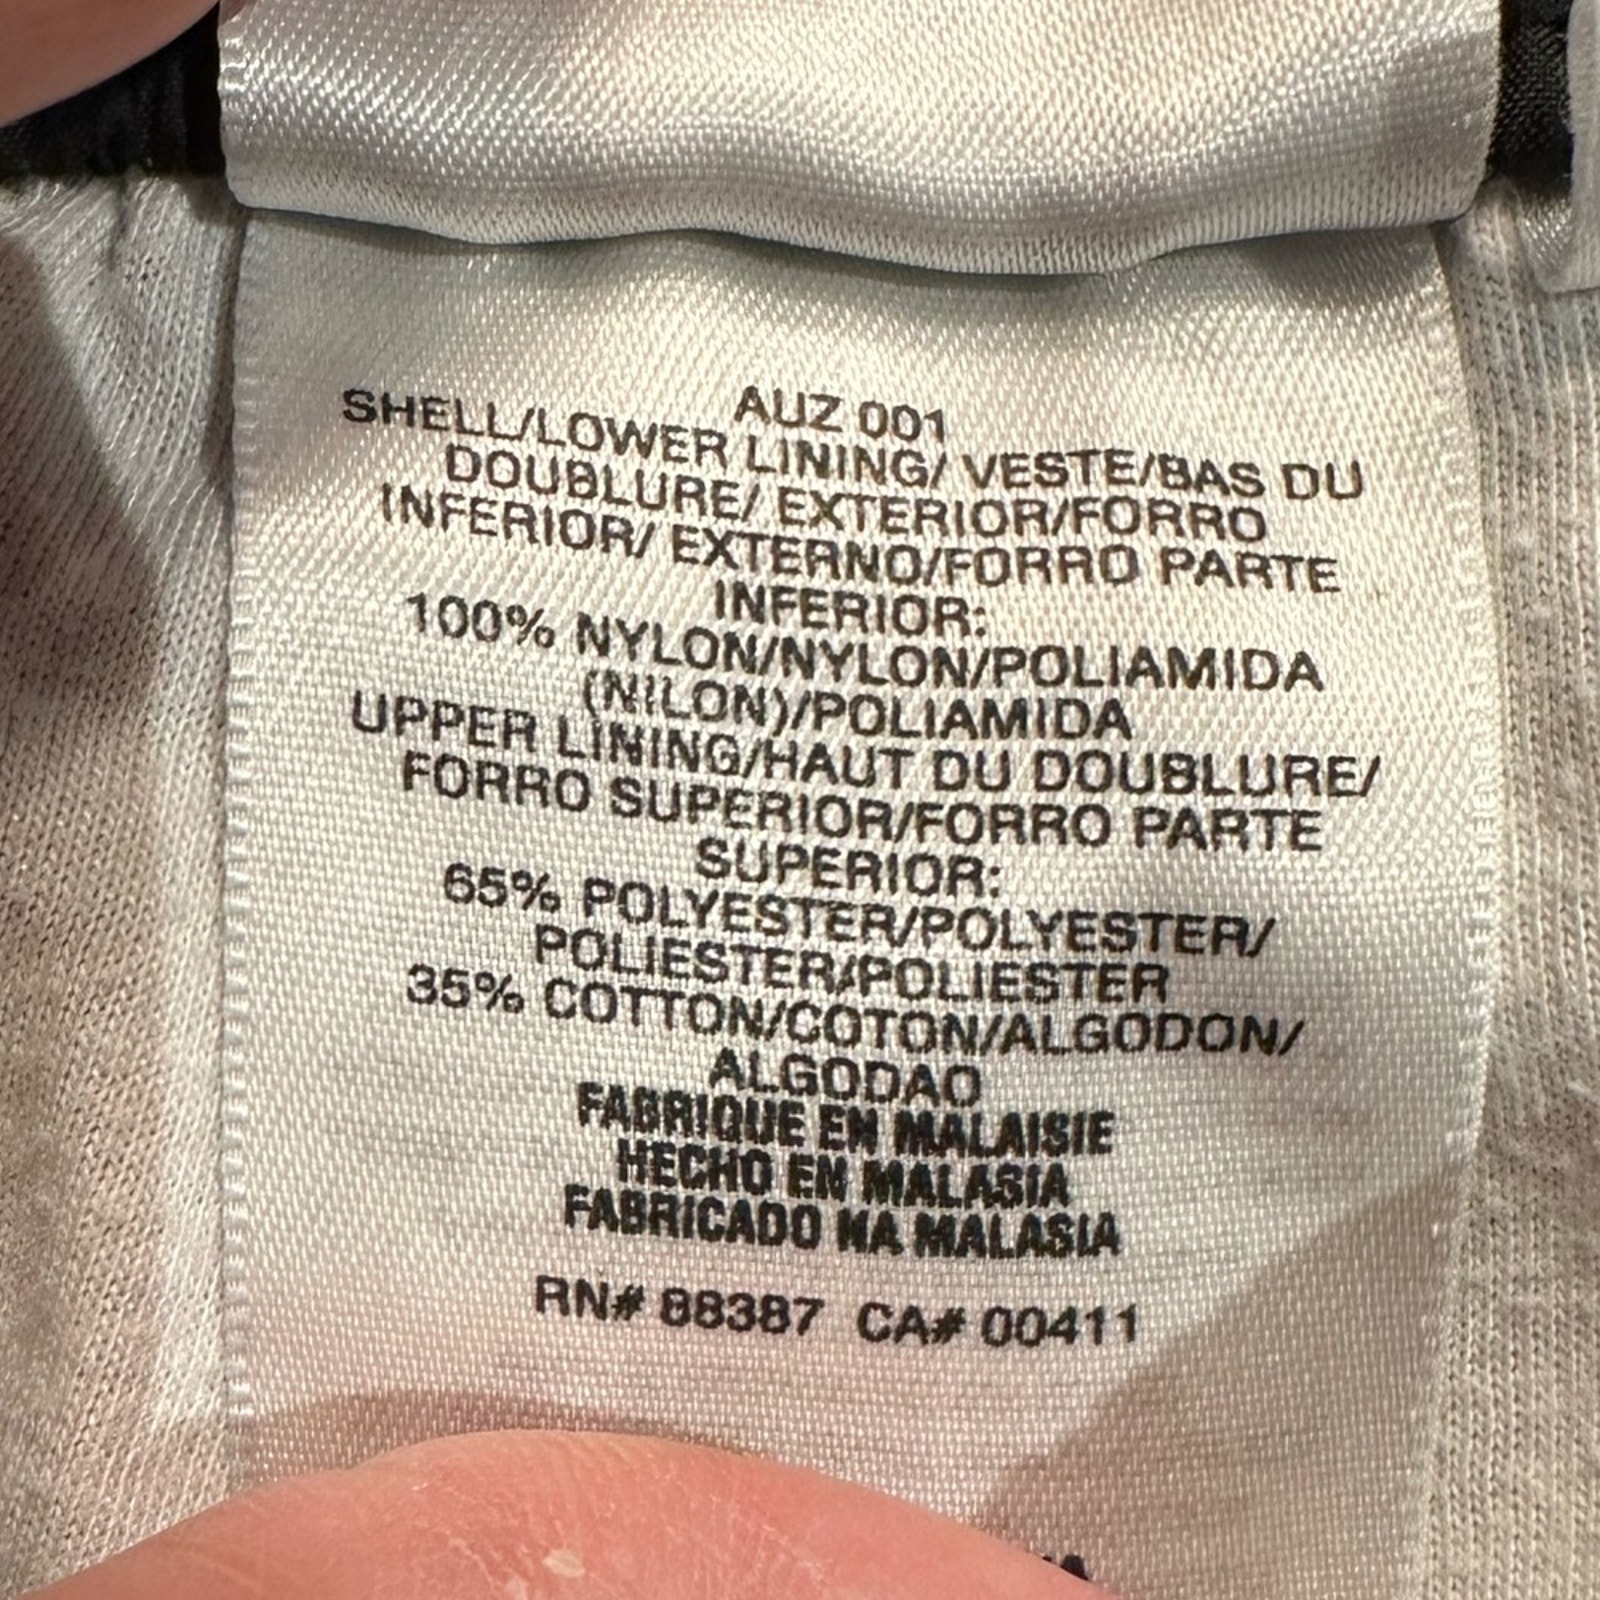 AUZ 001
SHELL/LOWER LINING/ VESTE/BAS DU
DOUBLURE/ EXTERIOR/FORRO
INFERIOR/ EXTERNO/FORRO PARTE
INFERIOR:
100% NYLON/NYLON/POLIAMIDA
(NILON)/POLIAMIDA
UPPER LINING/HAUT DU DOUBLURE/
FORRO SUPERIOR/FORRO PARTE
SUPERIOR:
65% POLYESTER/POLYESTER/
POLIESTER/POLIESTER
35% COTTON/COTON/ALGODON/
ALGODAO
FABRIQUE EN MALAISIE
HECHO EN MALASIA
FABRICADO NA MALASIA
RN# 88387 CA# 00411